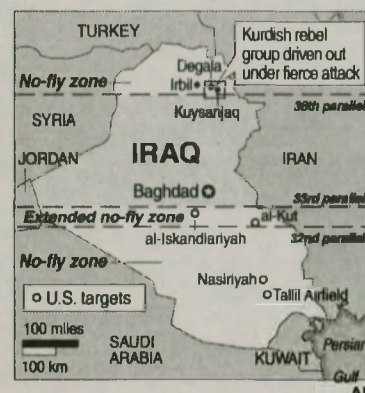 TURKEY
Kurdish rebel
group driven out
under fierce attack
Degala
No-fly zone
Irbil
36th parallel
Kuysanjaq
SYRIA
IRAQ
JORDAN
IRAN
Baghdad
33rd parallel
Extended no-fly zone
al-Kut
al-Iskandiariyah
32nd parallel
No-fly zone
Nasiriyah
U.S. targets
Tallil Airfield
100 miles
100 km
SAUDI
ARABIA
KUWAIT
Persian
Gulf